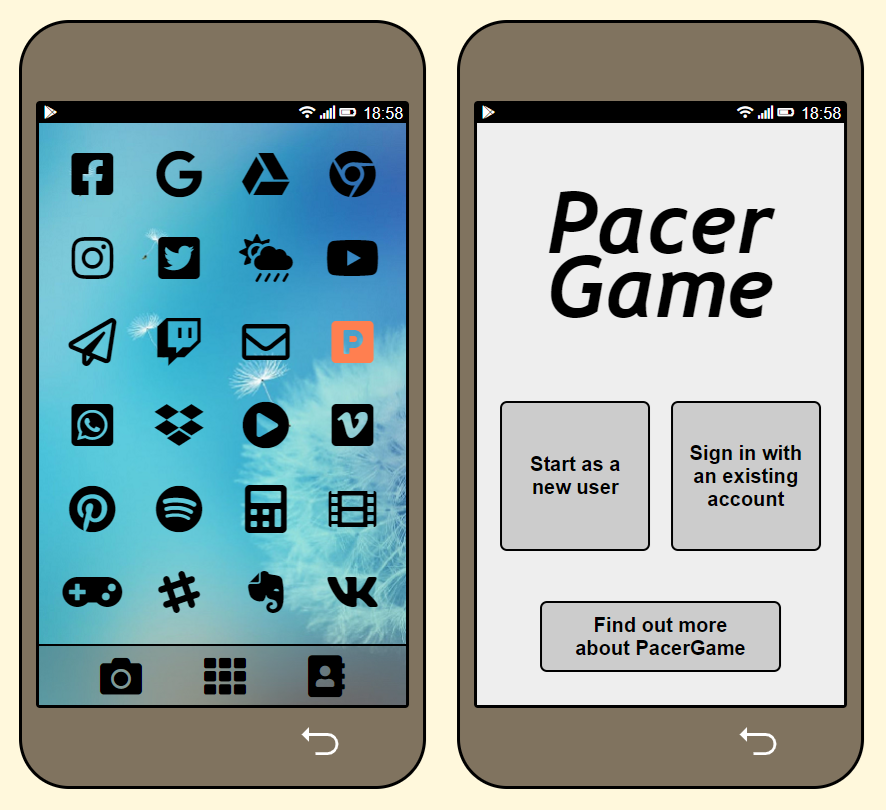 18:58
P
18:58
Pacer
Game
Start as a
new user
Sign in with
an existing
account
Find out more
about PacerGame